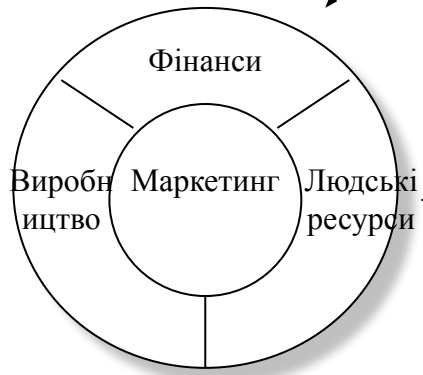 Фінанси
Виробн
ицтво
Маркетинг
Людські
ресурси